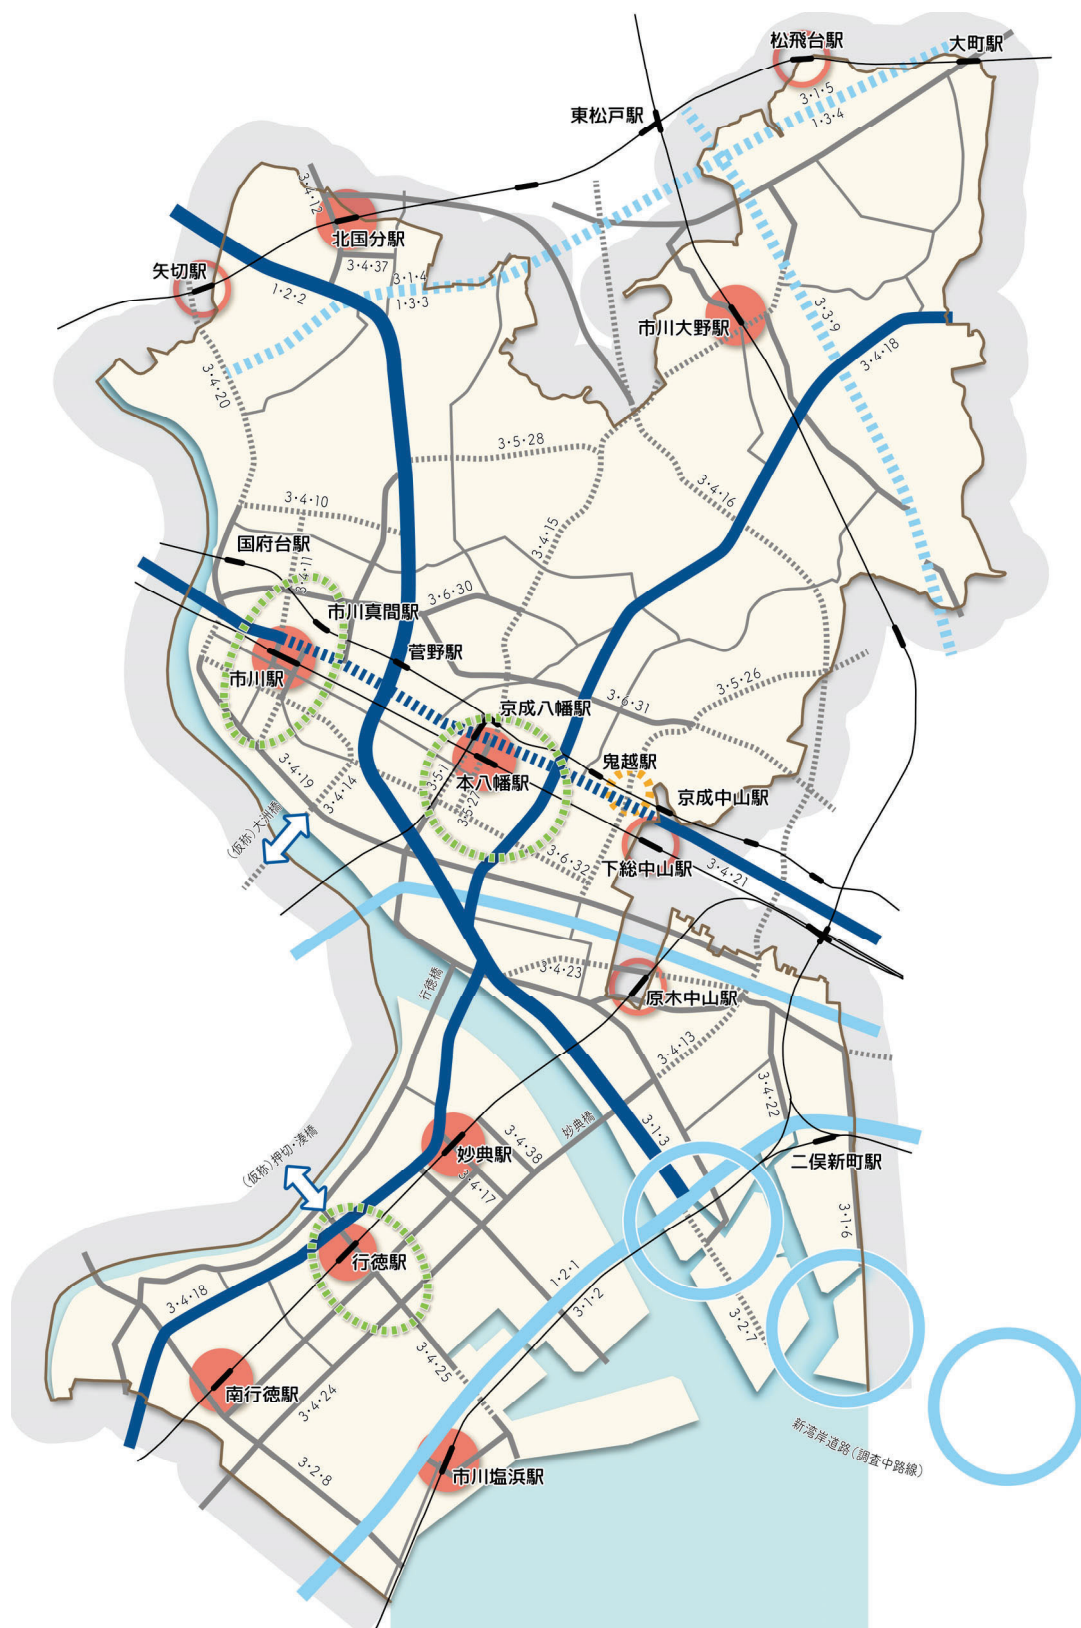 松飛台駅
大町駅
3・1・5
1・3・4
東松戸駅
3・4・12
北国分駅
3・4・37
矢切駅
1・2・2
3・1・4
1・3・3
市川大野駅
3・3・9
3・4・18
3・4・20
3・5・28
3・4・16
3・4・10
3・4・15
国府台駅
3・4・11
市川真間駅
3・6・30
菅野駅
市川駅
3・5・26
3・6・31
京成八幡駅
鬼越駅
3・4・19
3・4・14
3・5・1
本八幡駅
3・5・27
京成中山駅
(仮称)大洲橋
3・6・32
下総中山駅
3・4・21
行徳橋
3・4・23
原木中山駅
3・4・13
3・4・22
妙典橋
3・1・3
3・4・38
妙典駅
3・4・17
二俣新町駅
(仮称)押切・湊橋
3・1・6
行徳駅
1・2・1
3・1・2
3・4・18
3・2・7
3・4・25
南行徳駅
3・4・24
新湾岸道路(調査中路線)
3・2・8
市川塩浜駅